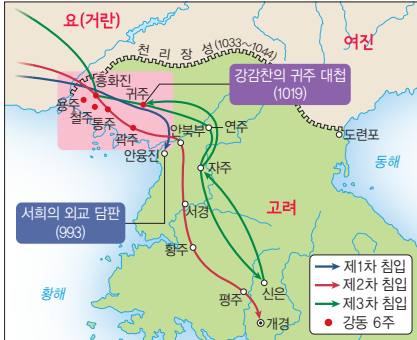 요(거란)
천리장성(1033~1044)
여진
흥화진
강감찬의 귀주 대첩
(1019)
귀주
용주
철주
통주
곽주
안북부
연주
도련포
안융진
동해
자주
서희의 외교 담판
(993)
서경
고려
황주
황해
평주
신은
개경
제1차 침입
제2차 침입
제3차 침입
강동 6주